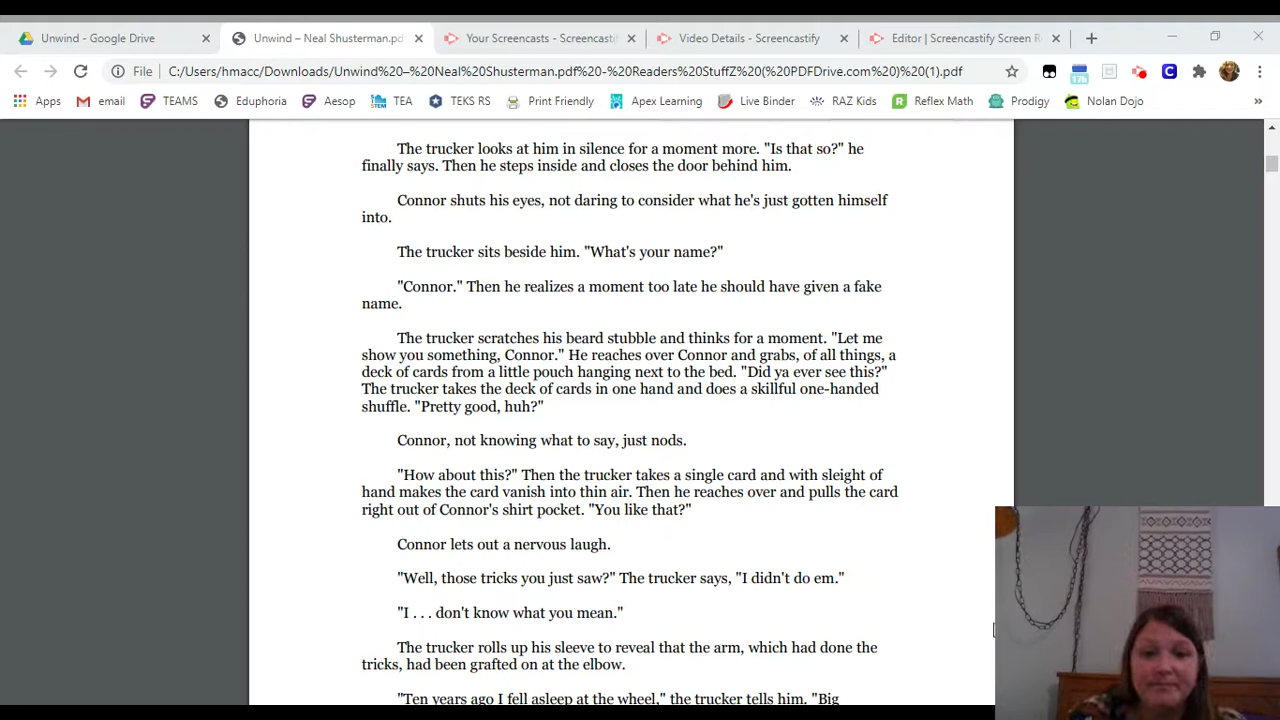 Unwind - Google Drive
Unwind – Neal Shusterman.pd
Your Screencasts - Screencastif
Video Details - Screencastify
Editor | Screencastify Screen R
File
C:/Users/hmacc/Downloads/Unwind%20-%20Neal%20Shusterman.pdf%20-%20Readers%20Stuff7%20(%20PDFDrive.com%20)%20(1).pdf
Apps
email
TEAMS
Eduphoria
Aesop
TEA
TEKS RS
Print Friendly
Apex Learning
Live Binder
RAZ Kids
Reflex Math
Prodigy
Nolan Dojo
»
The trucker looks at him in silence for a moment more. "Is that so?" he
finally says. Then he steps inside and closes the door behind him.
Connor shuts his eyes, not daring to consider what he's just gotten himself
into.
The trucker sits beside him. "What's your name?"
"Connor." Then he realizes a moment too late he should have given a fake
name.
The trucker scratches his beard stubble and thinks for a moment. "Let me
show you something, Connor." He reaches over Connor and grabs, of all things, a
deck of cards from a little pouch hanging next to the bed. "Did ya ever see this?"
The trucker takes the deck of cards in one hand and does a skillful one-handed
shuffle. "Pretty good, huh?"
Connor, not knowing what to say, just nods.
"How about this?" Then the trucker takes a single card and with sleight of
hand makes the card vanish into thin air. Then he reaches over and pulls the card
right out of Connor's shirt pocket. "You like that?"
Connor lets out a nervous laugh.
"Well, those tricks you just saw?" The trucker says, "I didn't do em."
"I . . . don't know what you mean."
The trucker rolls up his sleeve to reveal that the arm, which had done the
tricks, had been grafted on at the elbow.
"Ten years ago I fell asleep at the wheel," the trucker tells him. "Big